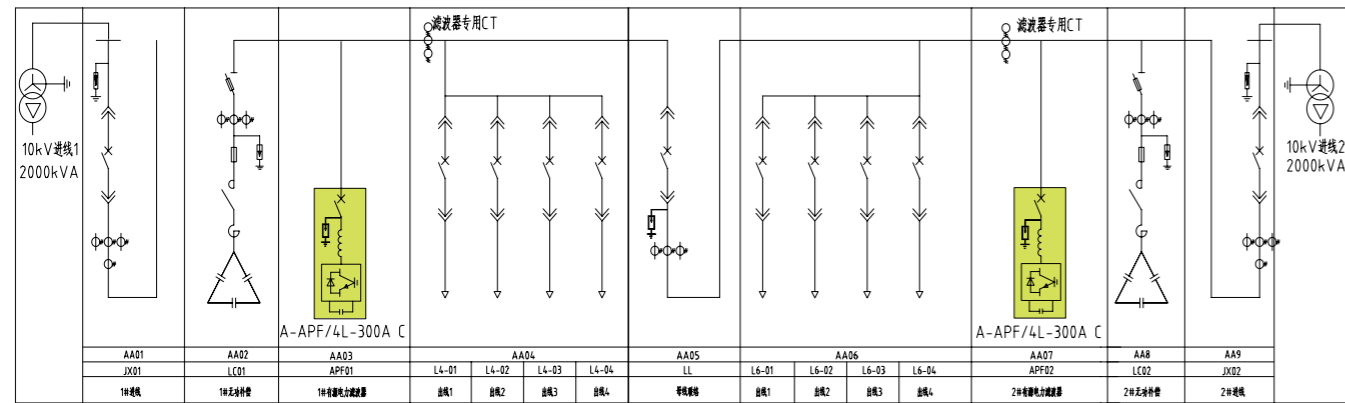 滤波器专用CT
滤波器专用CT
10kV进线1
2000kVA
10kV进线2
2000kVA
A-APF/4L-300A C
A-APF/4L-300A C
AA01 AA02 AA03 AA04 AA05 AA06 AA07 AA8 AA9
JX01 LC01 APF01 L4-01 L4-02 L4-03 L4-04 LL L6-01 L6-02 L6-03 L6-04 APF02 LC02 JX02
1#进线 1#无功补偿 1#有源电力滤波器 出线1 出线2 出线3 出线4 母线联络 出线1 出线2 出线3 出线4 2#有源电力滤波器 2#无功补偿 2#进线